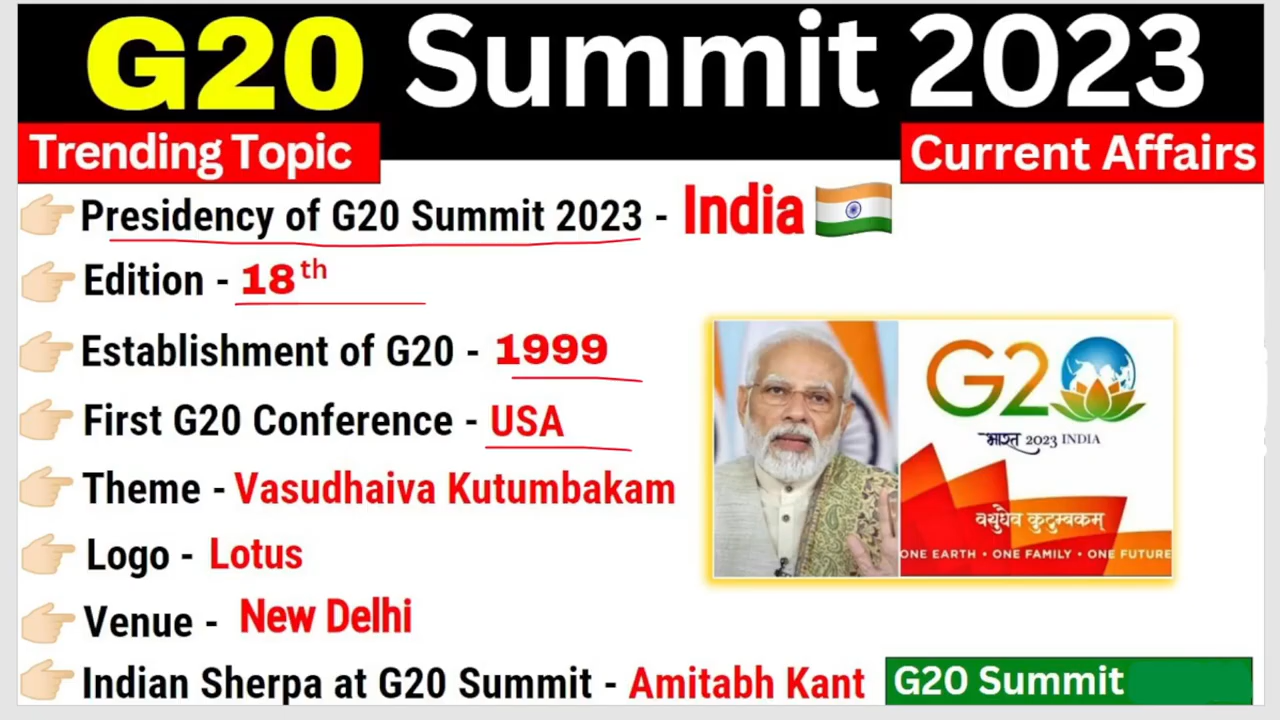 G20 Summit 2023
Trending Topic
Current Affairs
Presidency of G20 Summit 2023 - India
Edition - 18th
Establishment of G20 - 1999
First G20 Conference - USA
Theme - Vasudhaiva Kutumbakam
Logo - Lotus
Venue - New Delhi
Indian Sherpa at G20 Summit - Amitabh Kant
G20
भारत 2023 INDIA
वसुधैव कुटुम्बकम्
ONE EARTH • ONE FAMILY • ONE FUTURE
G20 Summit